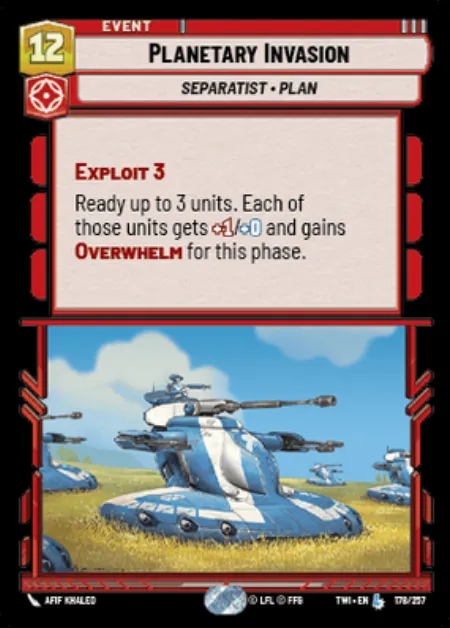 EVENT
12
PLANETARY INVASION
SEPARATIST • PLAN
EXPLOIT 3
Ready up to 3 units. Each of
those units gets +1/+0 and gains
OVERWHELM for this phase.
AFIF KHALED
© LFL © FFG
TWI • EN
178/257